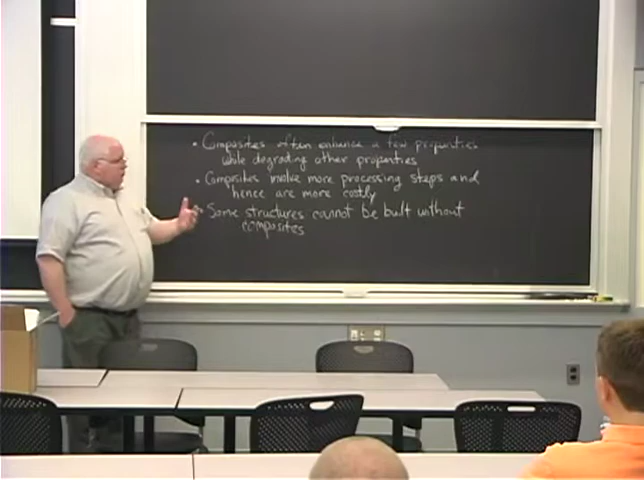 • Composites often enhance a few properties
while degrading other properties
• Composites involve more processing steps and
hence are more costly
• Some structures cannot be built without
composites